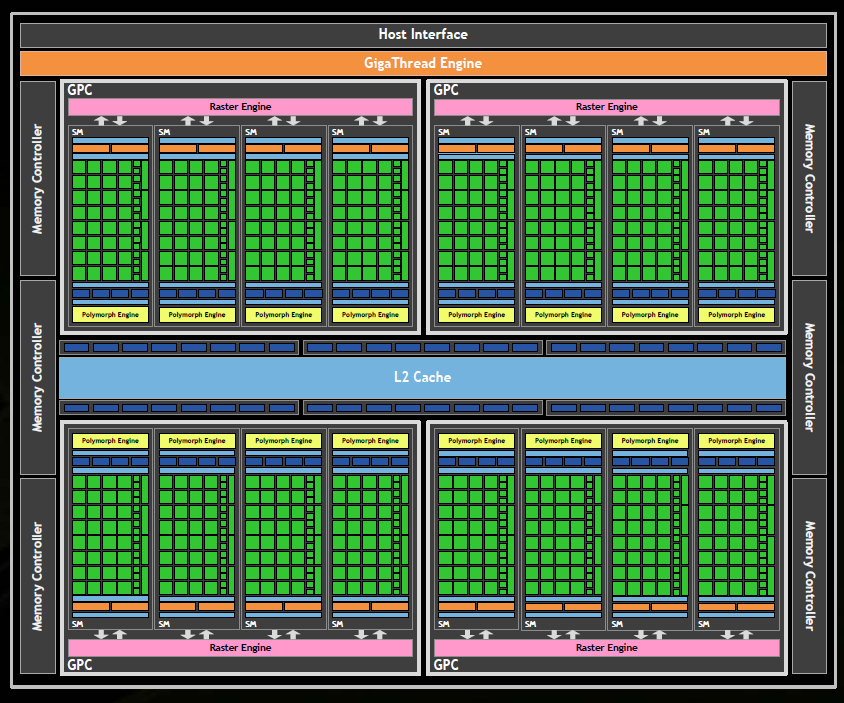 Host Interface
GigaThread Engine
Memory Controller
Memory Controller
Memory Controller
GPC
Raster Engine
SM SM SM SM
Polymorph Engine Polymorph Engine Polymorph Engine Polymorph Engine
GPC
Raster Engine
SM SM SM SM
Polymorph Engine Polymorph Engine Polymorph Engine Polymorph Engine
L2 Cache
Polymorph Engine Polymorph Engine Polymorph Engine Polymorph Engine
SM SM SM SM
Raster Engine
GPC
Polymorph Engine Polymorph Engine Polymorph Engine Polymorph Engine
SM SM SM SM
Raster Engine
GPC
Memory Controller
Memory Controller
Memory Controller